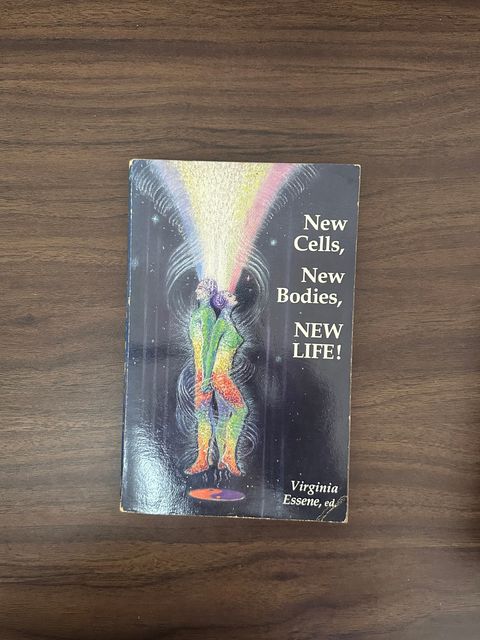 New
Cells,
New
Bodies,
NEW
LIFE!
Virginia
Essene, ed.